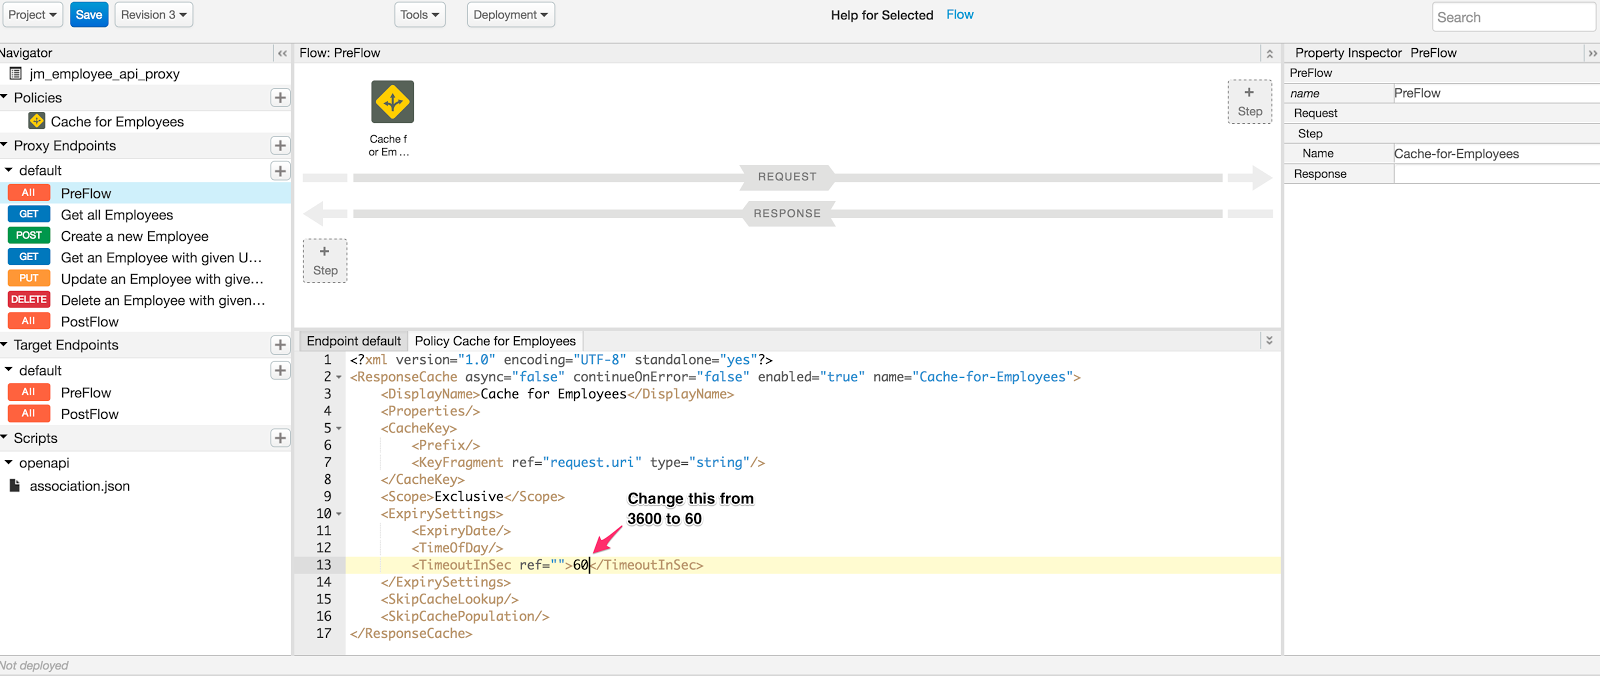 Project
Save
Revision 3
Tools
Deployment
Help for Selected Flow
Search
Navigator
jm_employee_api_proxy
Policies
Cache for Employees
Proxy Endpoints
default
All PreFlow
GET Get all Employees
POST Create a new Employee
GET Get an Employee with given U...
PUT Update an Employee with give...
DELETE Delete an Employee with given...
All PostFlow
Target Endpoints
default
All PreFlow
All PostFlow
Scripts
openapi
association.json
Flow: PreFlow
Cache f
or Em ...
+
Step
REQUEST
RESPONSE
+
Step
Endpoint default Policy Cache for Employees
1 <?xml version="1.0" encoding="UTF-8" standalone="yes"?>
2 <ResponseCache async="false" continueOnError="false" enabled="true" name="Cache-for-Employees">
3 <DisplayName>Cache for Employees</DisplayName>
4 <Properties/>
5 <CacheKey>
6 <Prefix/>
7 <KeyFragment ref="request.uri" type="string"/>
8 </CacheKey>
9 <Scope>Exclusive</Scope>
10 <ExpirySettings>
11 <ExpiryDate/>
12 <TimeOfDay/>
13 <TimeoutInSec ref="">60</TimeoutInSec>
14 </ExpirySettings>
15 <SkipCacheLookup/>
16 <SkipCachePopulation/>
17 </ResponseCache>
Change this from
3600 to 60
Property Inspector PreFlow
PreFlow
name PreFlow
Request
Step
Name Cache-for-Employees
Response
Not deployed